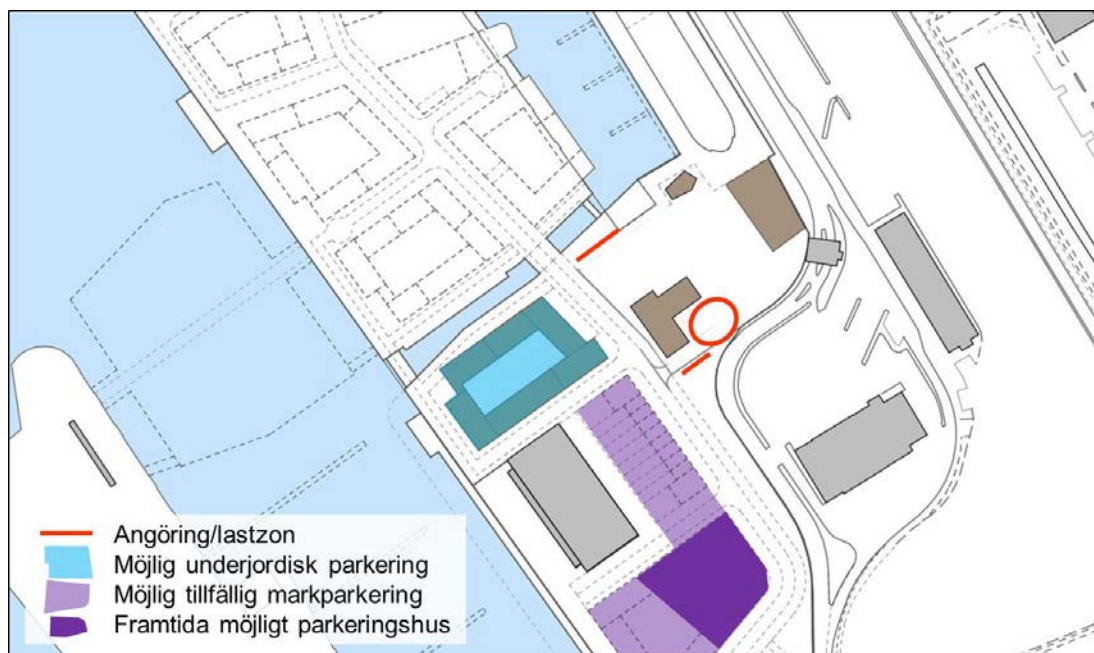 Angöring/lastzon
Möjlig underjordisk parkering
Möjlig tillfällig markparkering
Framtida möjligt parkeringshus